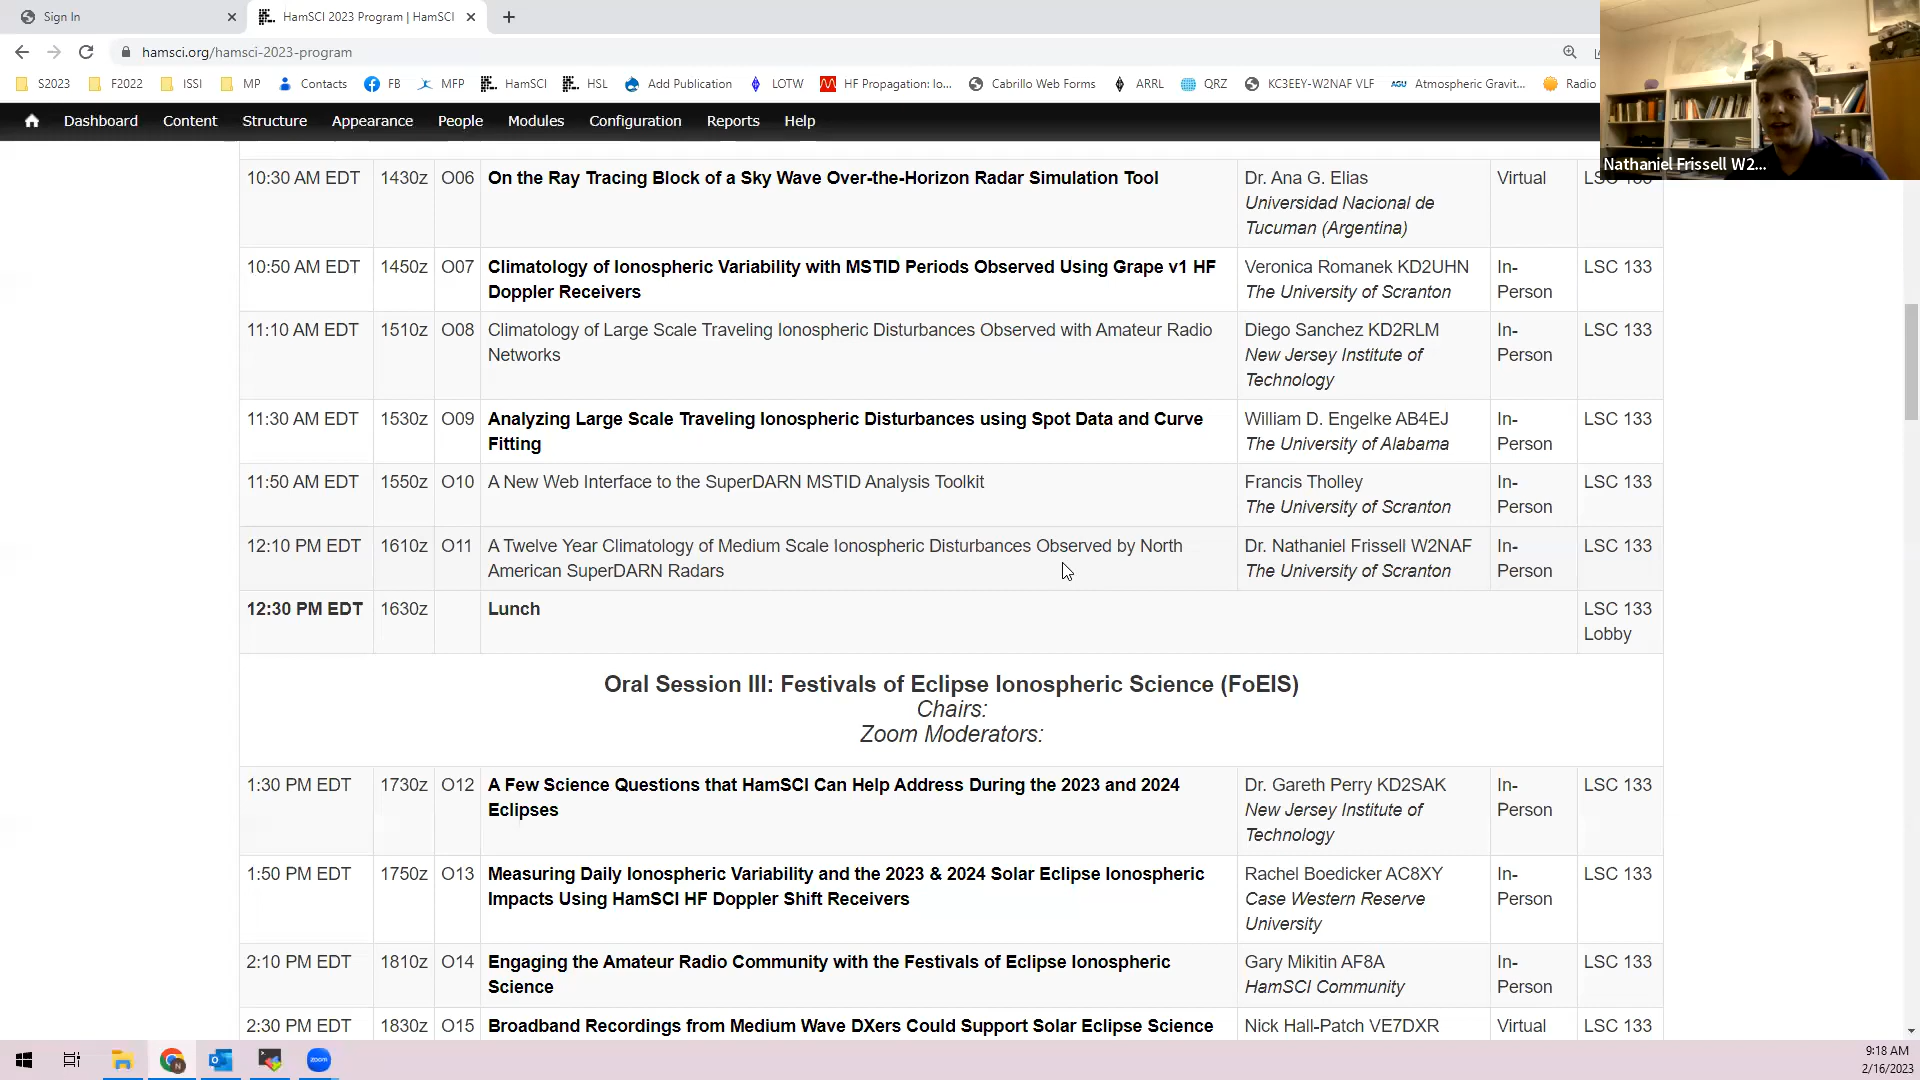 Sign In
HamSCI 2023 Program | HamSCI
hamsci.org/hamsci-2023-program
S2023 F2022 ISSI MP Contacts FB MFP HamSCI HSL Add Publication LOTW HF Propagation: Io... Cabrillo Web Forms ARRL QRZ KC3EEY-W2NAF VLF AGU Atmospheric Gravit... Radio
Dashboard Content Structure Appearance People Modules Configuration Reports Help
Nathaniel Frissell W2...
10:30 AM EDT 1430z O06 On the Ray Tracing Block of a Sky Wave Over-the-Horizon Radar Simulation Tool Dr. Ana G. Elias Virtual LSC
Universidad Nacional de
Tucuman (Argentina)
10:50 AM EDT 1450z O07 Climatology of Ionospheric Variability with MSTID Periods Observed Using Grape v1 HF Veronica Romanek KD2UHN In- LSC 133
Doppler Receivers The University of Scranton Person
11:10 AM EDT 1510z O08 Climatology of Large Scale Traveling Ionospheric Disturbances Observed with Amateur Radio Diego Sanchez KD2RLM In- LSC 133
Networks New Jersey Institute of Person
Technology
11:30 AM EDT 1530z O09 Analyzing Large Scale Traveling Ionospheric Disturbances using Spot Data and Curve William D. Engelke AB4EJ In- LSC 133
Fitting The University of Alabama Person
11:50 AM EDT 1550z O10 A New Web Interface to the SuperDARN MSTID Analysis Toolkit Francis Tholley In- LSC 133
The University of Scranton Person
12:10 PM EDT 1610z O11 A Twelve Year Climatology of Medium Scale Ionospheric Disturbances Observed by North Dr. Nathaniel Frissell W2NAF In- LSC 133
American SuperDARN Radars The University of Scranton Person
12:30 PM EDT 1630z Lunch LSC 133
Lobby
Oral Session III: Festivals of Eclipse Ionospheric Science (FoEIS)
Chairs:
Zoom Moderators:
1:30 PM EDT 1730z O12 A Few Science Questions that HamSCI Can Help Address During the 2023 and 2024 Dr. Gareth Perry KD2SAK In- LSC 133
Eclipses New Jersey Institute of Person
Technology
1:50 PM EDT 1750z O13 Measuring Daily Ionospheric Variability and the 2023 & 2024 Solar Eclipse Ionospheric Rachel Boedicker AC8XY In- LSC 133
Impacts Using HamSCI HF Doppler Shift Receivers Case Western Reserve Person
University
2:10 PM EDT 1810z O14 Engaging the Amateur Radio Community with the Festivals of Eclipse Ionospheric Gary Mikitin AF8A In- LSC 133
Science HamSCI Community Person
2:30 PM EDT 1830z O15 Broadband Recordings from Medium Wave DXers Could Support Solar Eclipse Science Nick Hall-Patch VE7DXR Virtual LSC 133
zoom
9:18 AM
2/16/2023